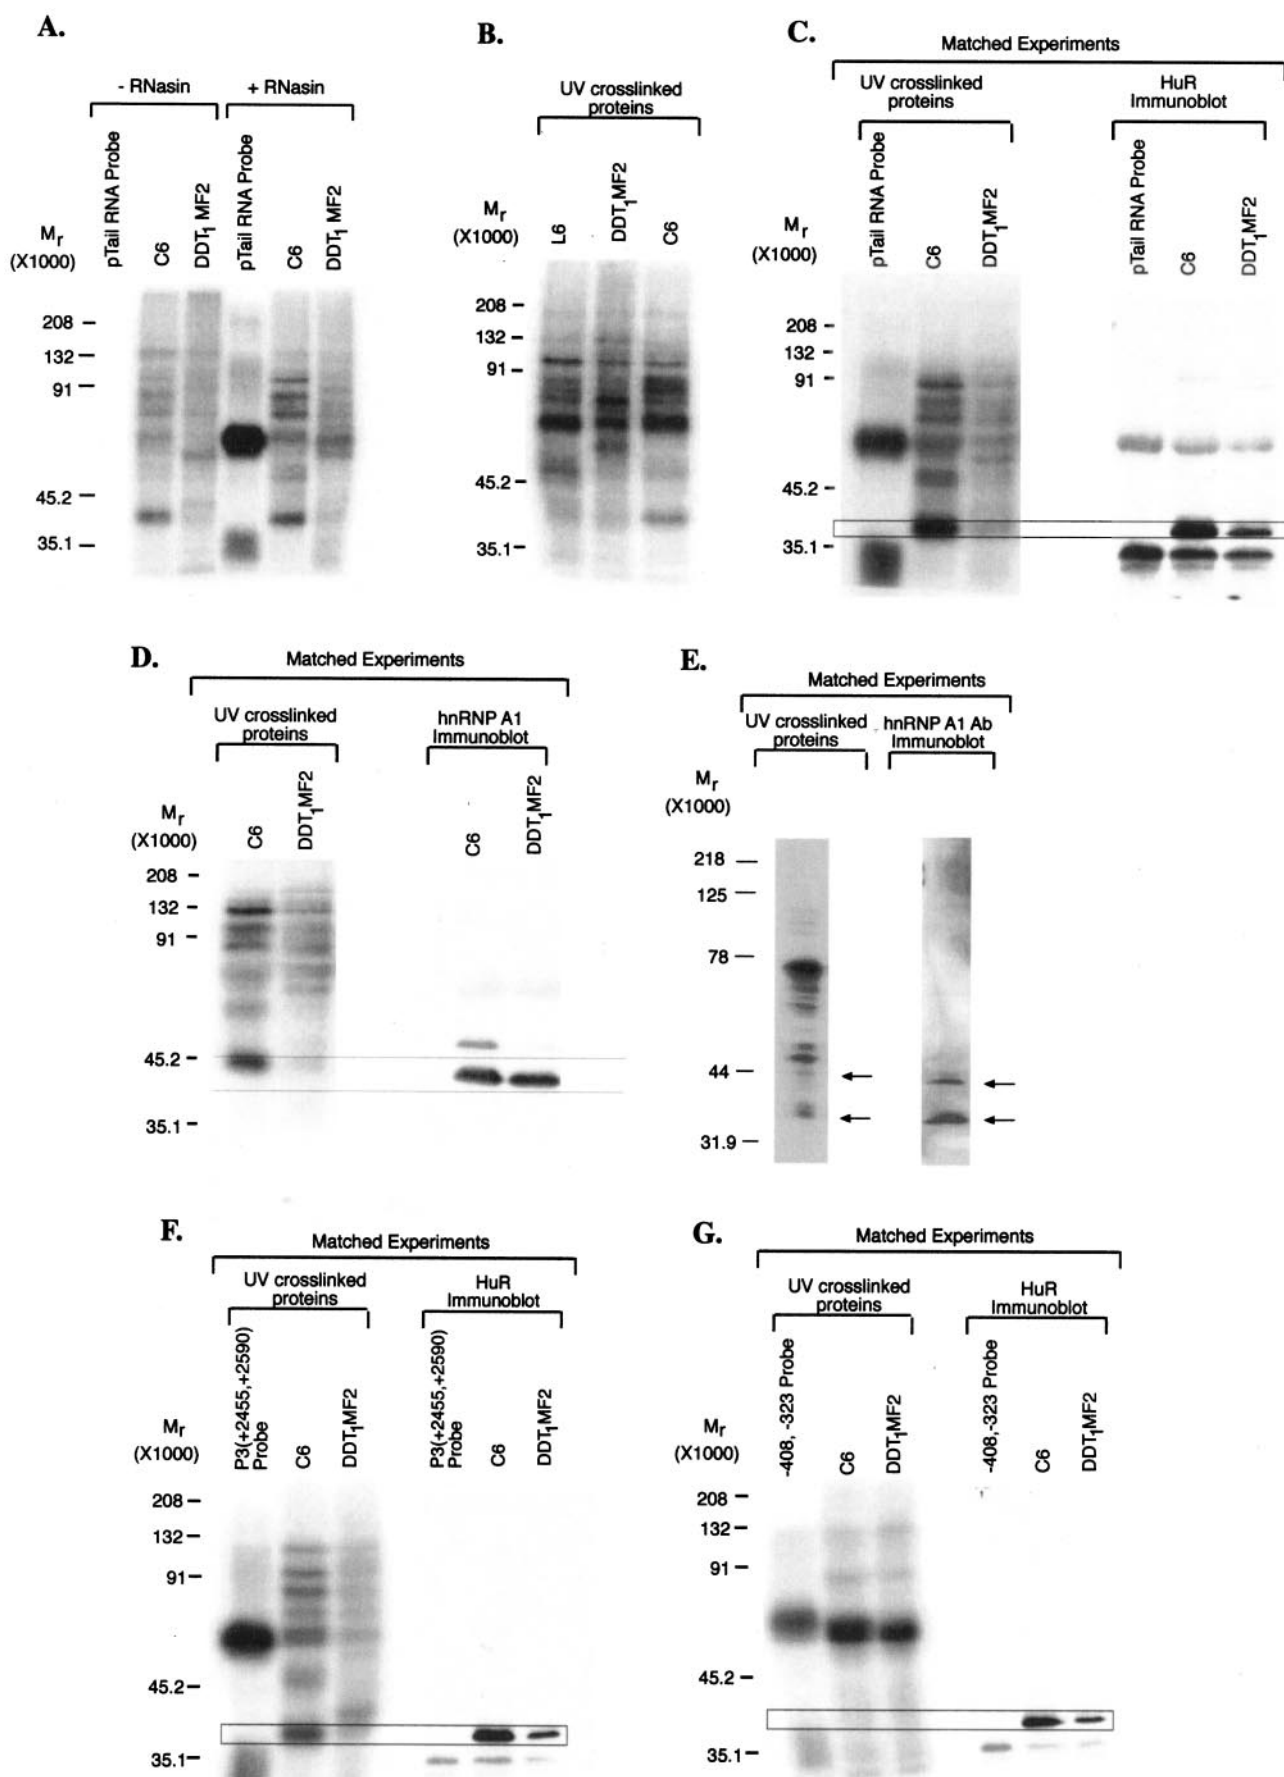 A.
- RNasin + RNasin
pTail RNA Probe
C6
DDT1MF2
pTail RNA Probe
C6
DDT1MF2
Mr
(X1000)
208
132
91
45.2
35.1
B.
UV crosslinked
proteins
L6
DDT1MF2
C6
Mr
(X1000)
208
132
91
45.2
35.1
C.
Matched Experiments
UV crosslinked
proteins
HuR
Immunoblot
pTail RNA Probe
C6
DDT1MF2
pTail RNA Probe
C6
DDT1MF2
Mr
(X1000)
208
132
91
45.2
35.1
D.
Matched Experiments
UV crosslinked
proteins
hnRNP A1
Immunoblot
C6
DDT1MF2
C6
DDT1MF2
Mr
(X1000)
208
132
91
45.2
35.1
E.
Matched Experiments
UV crosslinked
proteins
hnRNP A1 Ab
Immunoblot
Mr
(X1000)
218
125
78
44
31.9
F.
Matched Experiments
UV crosslinked
proteins
HuR
Immunoblot
P3(+2455,+2590)
Probe
C6
DDT1MF2
P3(+2455,+2590)
Probe
C6
DDT1MF2
Mr
(X1000)
208
132
91
45.2
35.1
G.
Matched Experiments
UV crosslinked
proteins
HuR
Immunoblot
-408,-323 Probe
C6
DDT1MF2
-408,-323 Probe
C6
DDT1MF2
Mr
(X1000)
208
132
91
45.2
35.1